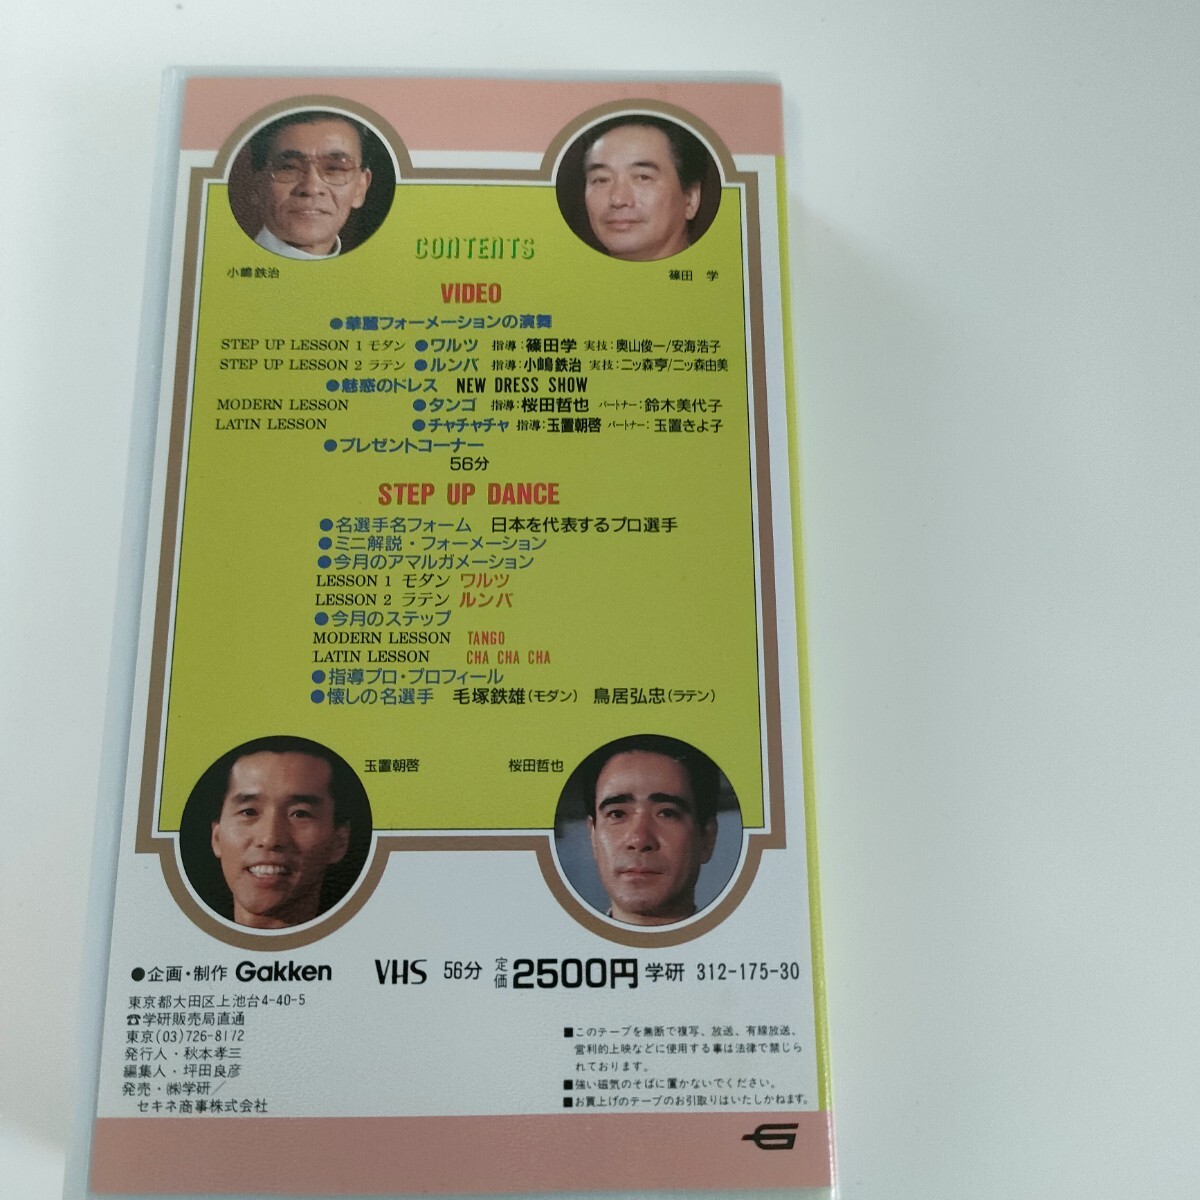 小嶋鉄治
篠田 学
CONTENTS
VIDEO
●華麗フォーメーションの演舞
STEP UP LESSON 1 モダン ●ワルツ 指導:篠田学 実技:奥山俊一/安海浩子
STEP UP LESSON 2 ラテン ●ルンバ 指導:小嶋鉄治 実技:二ッ森亨/二ッ森由美
●魅惑のドレス NEW DRESS SHOW
MODERN LESSON ●タンゴ 指導:桜田哲也 パートナー:鈴木美代子
LATIN LESSON ●チャチャチャ 指導:玉置朝啓 パートナー:玉置きよ子
●プレゼントコーナー
56分
STEP UP DANCE
●名選手名フォーム 日本を代表するプロ選手
●ミニ解説・フォーメーション
●今月のアマルガメーション
LESSON 1 モダン ワルツ
LESSON 2 ラテン ルンバ
●今月のステップ
MODERN LESSON TANGO
LATIN LESSON CHA CHA CHA
●指導プロ・プロフィール
●懐しの名選手 毛塚鉄雄(モダン) 鳥居弘忠(ラテン)
玉置朝啓
桜田哲也
●企画・制作 Gakken VHS 56分 定価2500円 学研 312-175-30
東京都大田区上池台4-40-5
☎学研販売局直通
東京(03)726-8112
発行人・秋本孝三
編集人・坪田良彦
発売・㈱学研/
セキネ商事株式会社
■このテープを無断で複写、放送、有線放送、
営利的上映などに使用する事は法律で禁じら
れております。
■強い磁気のそばに置かないでください。
■お買上げのテープのお引取りはいたしかねます。
G